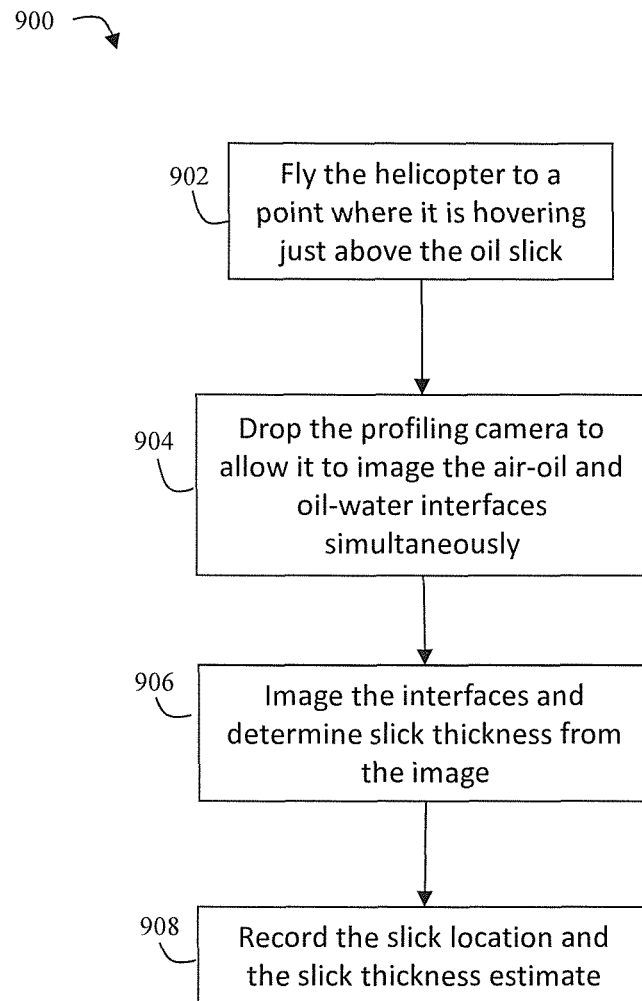 900
902
Fly the helicopter to a
point where it is hovering
just above the oil slick
904
Drop the profiling camera to
allow it to image the air-oil and
oil-water interfaces
simultaneously
906
Image the interfaces and
determine slick thickness from
the image
908
Record the slick location and
the slick thickness estimate